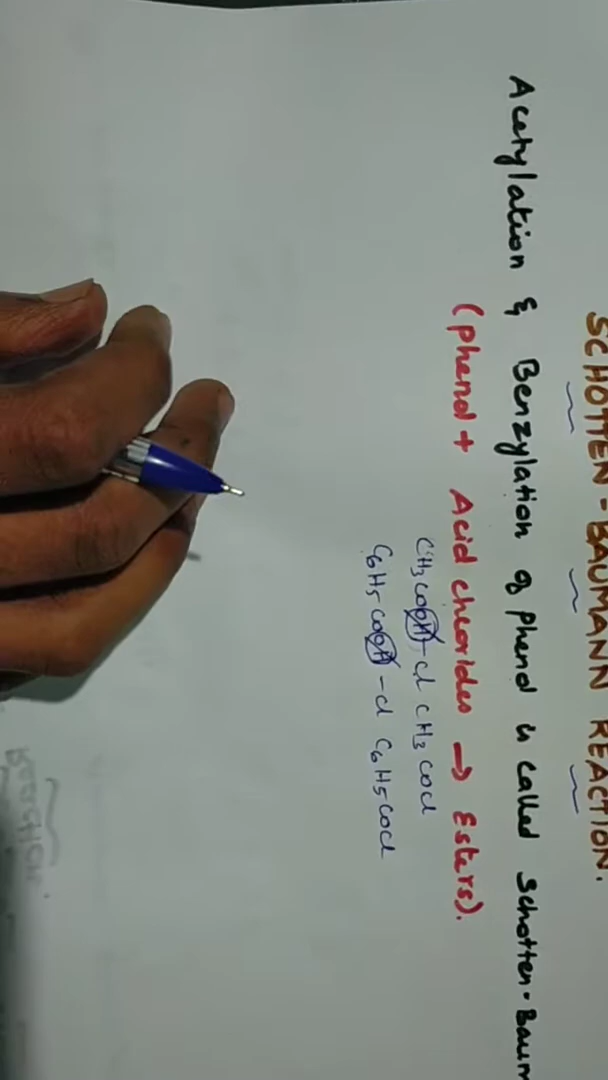 SCHOTTEN-BAUMANN REACTION.
Acetylation & Benzylation of phenol is called Schotten-Baum
(phenol + Acid chlorides → Esters).
CH3COOH -Cl CH3COCl
C6H5COOH -Cl C6H5COCl